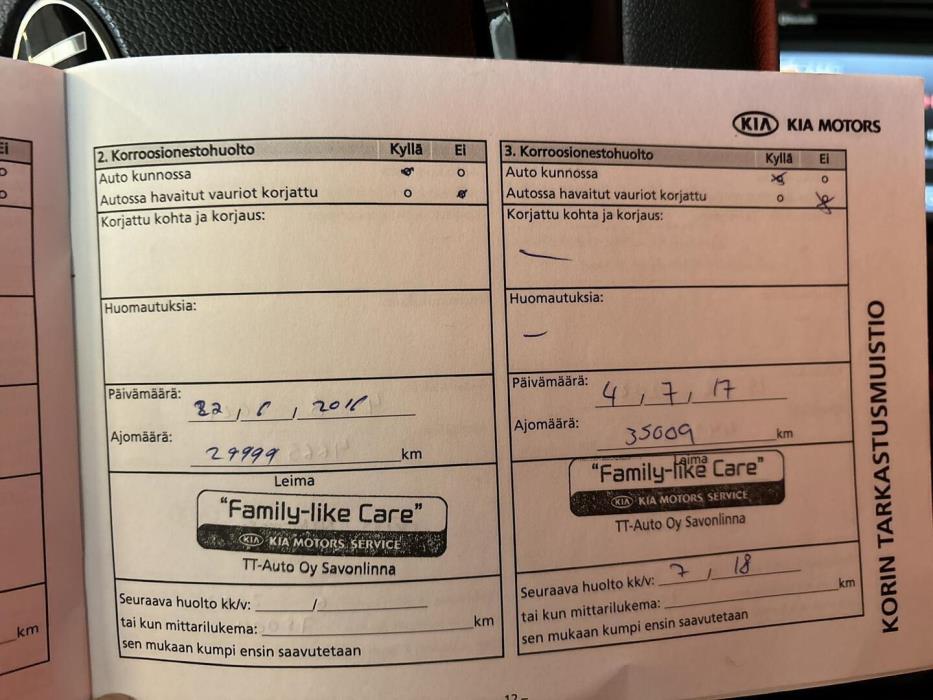 KIA KIA MOTORS
Ei
2. Korroosionestohuolto Kyllä Ei
Auto kunnossa
Autossa havaitut vauriot korjattu
Korjattu kohta ja korjaus:
Huomautuksia:
Päivämäärä: 22, 6, 2016
Ajomäärä: 29999 km
Leima
"Family-like Care"
KIA KIA MOTORS SERVICE
TT-Auto Oy Savonlinna
Seuraava huolto kk/v: /
tai kun mittarilukema: km
sen mukaan kumpi ensin saavutetaan
3. Korroosionestohuolto Kyllä Ei
Auto kunnossa
Autossa havaitut vauriot korjattu
Korjattu kohta ja korjaus:
—
Huomautuksia:
—
Päivämäärä: 4, 7, 17
Ajomäärä: 35009 km
Leima
"Family-like Care"
KIA KIA MOTORS SERVICE
TT-Auto Oy Savonlinna
Seuraava huolto kk/v: 7, 18
tai kun mittarilukema: km
sen mukaan kumpi ensin saavutetaan
KORIN TARKASTUSMUISTIO
km